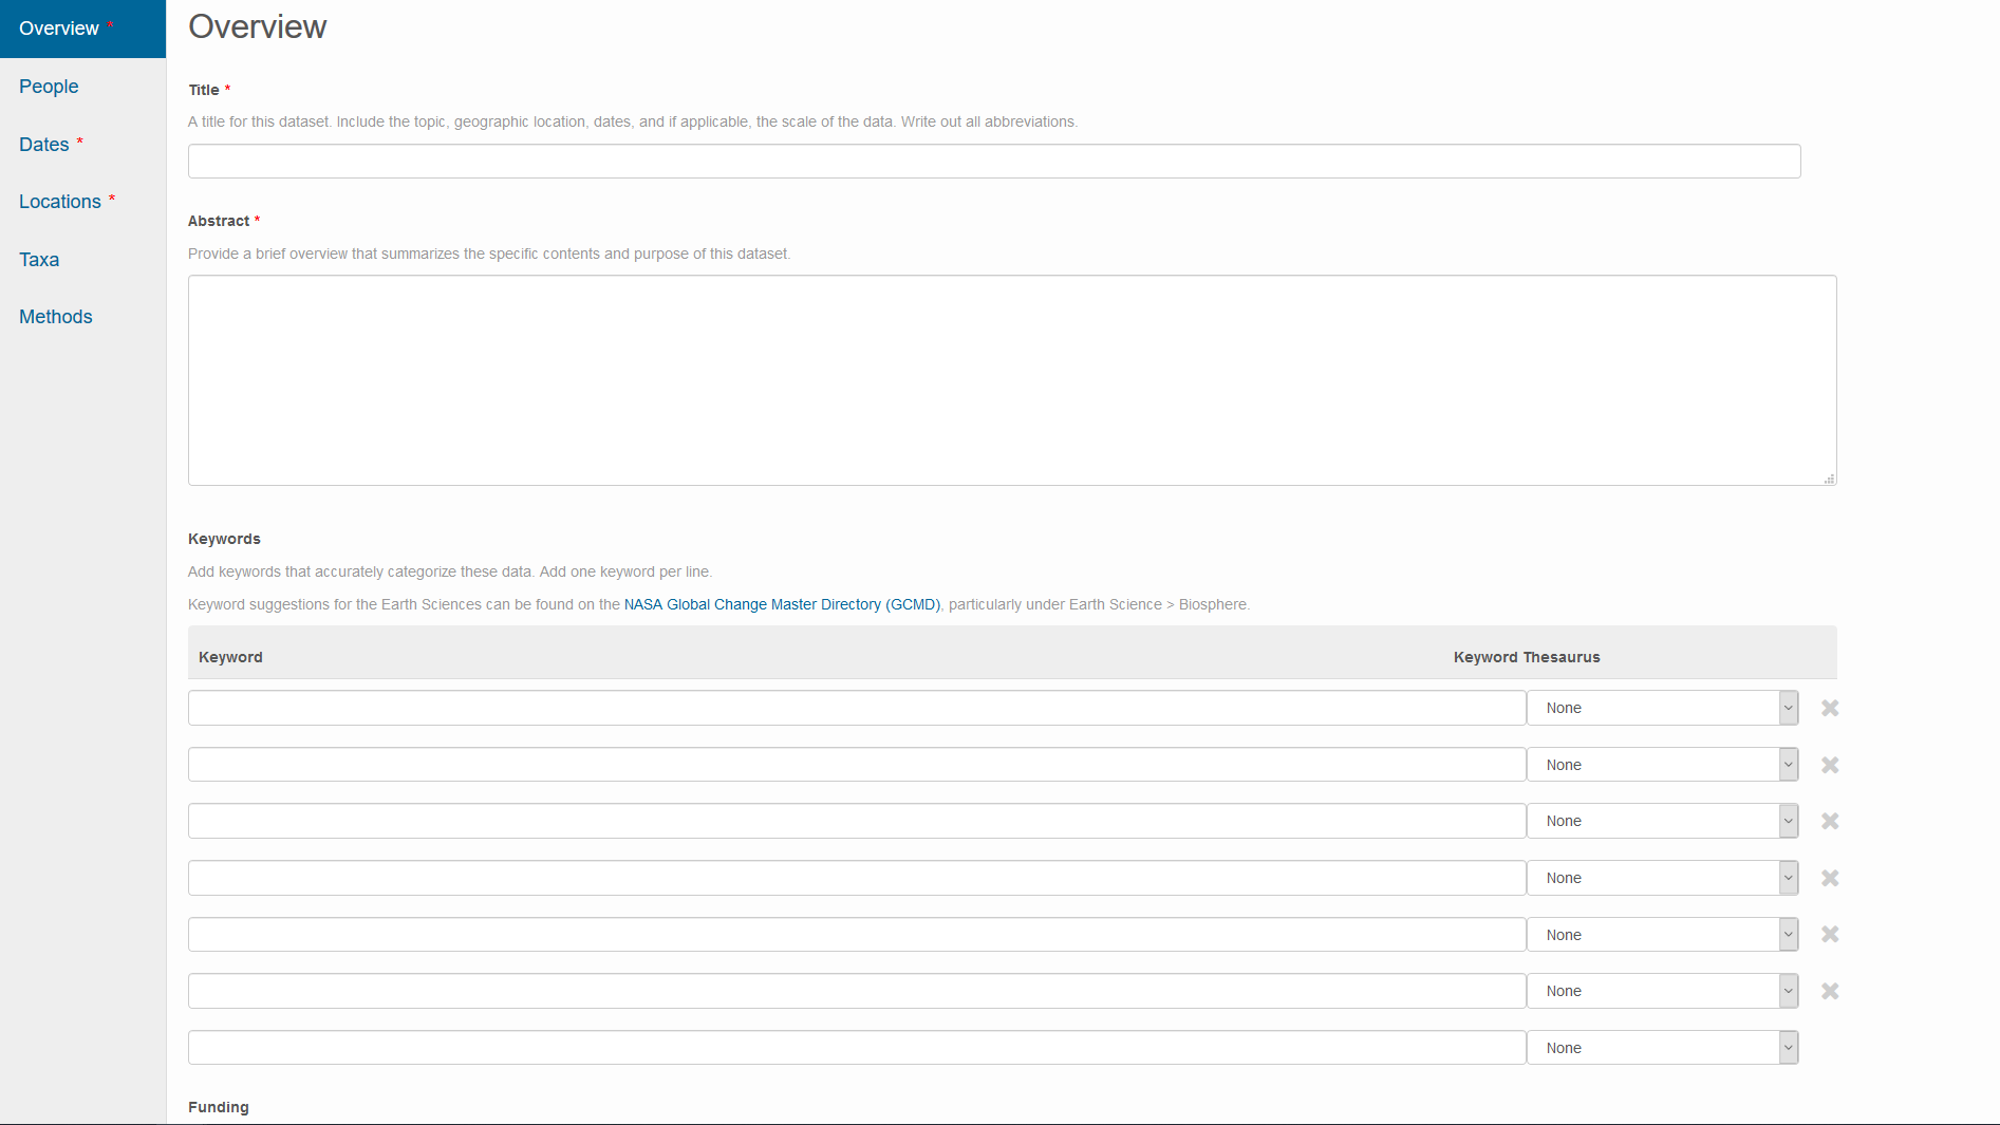 Overview *
People
Dates *
Locations *
Taxa
Methods
Overview
Title *
A title for this dataset. Include the topic, geographic location, dates, and if applicable, the scale of the data. Write out all abbreviations.
Abstract *
Provide a brief overview that summarizes the specific contents and purpose of this dataset.
Keywords
Add keywords that accurately categorize these data. Add one keyword per line.
Keyword suggestions for the Earth Sciences can be found on the NASA Global Change Master Directory (GCMD), particularly under Earth Science > Biosphere.
Keyword Keyword Thesaurus
None
None
None
None
None
None
None
Funding